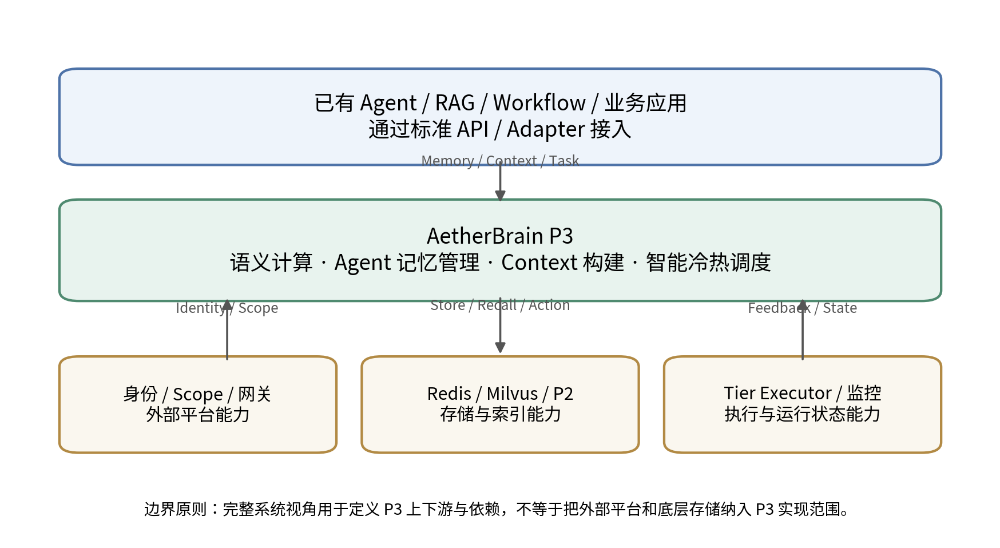 已有 Agent / RAG / Workflow / 业务应用
通过标准 API / Adapter 接入
Memory / Context / Task
AetherBrain P3
语义计算 · Agent 记忆管理 · Context 构建 · 智能冷热调度
Identity / Scope
Store / Recall / Action
Feedback / State
身份 / Scope / 网关
外部平台能力
Redis / Milvus / P2
存储与索引能力
Tier Executor / 监控
执行与运行状态能力
边界原则：完整系统视角用于定义 P3 上下游与依赖，不等于把外部平台和底层存储纳入 P3 实现范围。